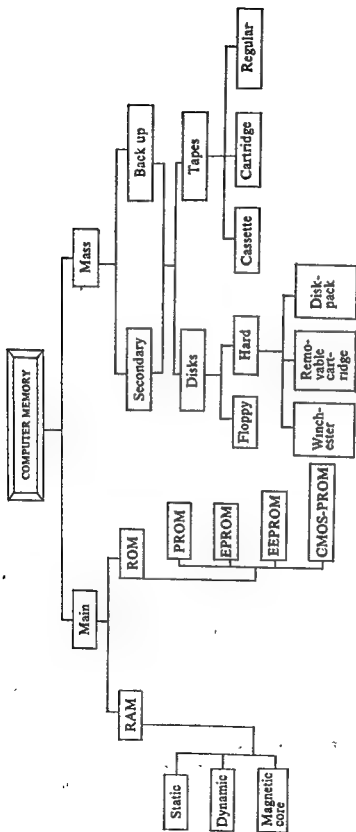 COMPUTER MEMORY
Main
Mass
RAM
ROM
Secondary
Back up
Static
Dynamic
Magnetic
core
PROM
EPROM
EEPROM
CMOS-PROM
Disks
Tapes
Floppy
Hard
Cassette
Cartridge
Regular
Winch-
ester
Remo-
vable
cart-
ridge
Disk-
pack